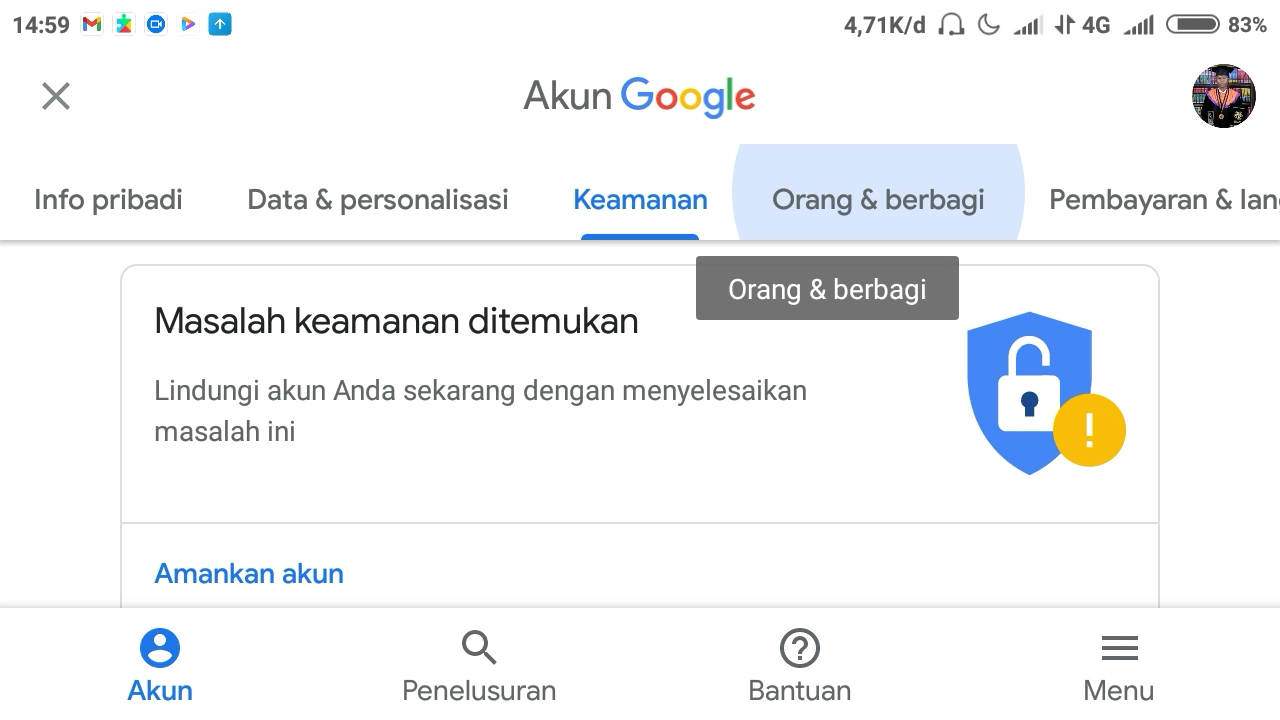 14:59 4,71K/d 4G 83%
Akun Google
Info pribadi Data & personalisasi Keamanan Orang & berbagi Pembayaran & lang
Orang & berbagi
Masalah keamanan ditemukan
Lindungi akun Anda sekarang dengan menyelesaikan
masalah ini
Amankan akun
Akun Penelusuran Bantuan Menu